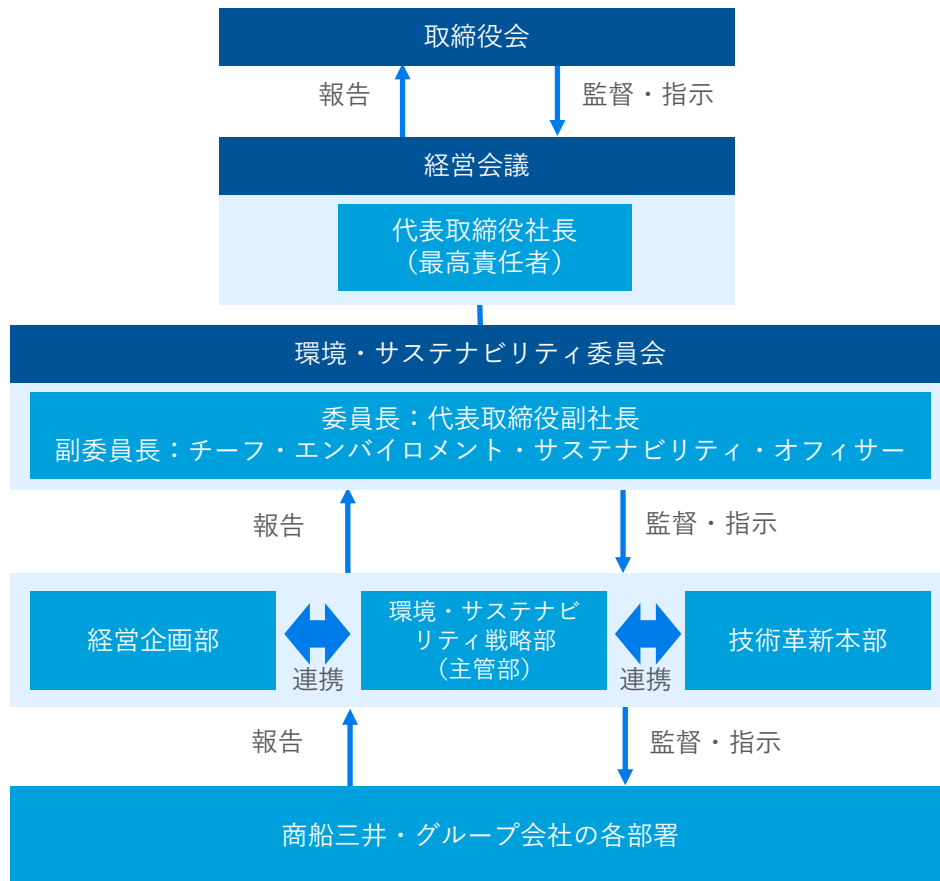 取締役会
報告
監督・指示
経営会議
代表取締役社長
（最高責任者）
環境・サステナビリティ委員会
委員長：代表取締役副社長
副委員長：チーフ・エンバイロメント・サステナビリティ・オフィサー
報告
監督・指示
経営企画部
連携
環境・サステナビ
リティ戦略部
（主管部）
連携
技術革新本部
報告
監督・指示
商船三井・グループ会社の各部署